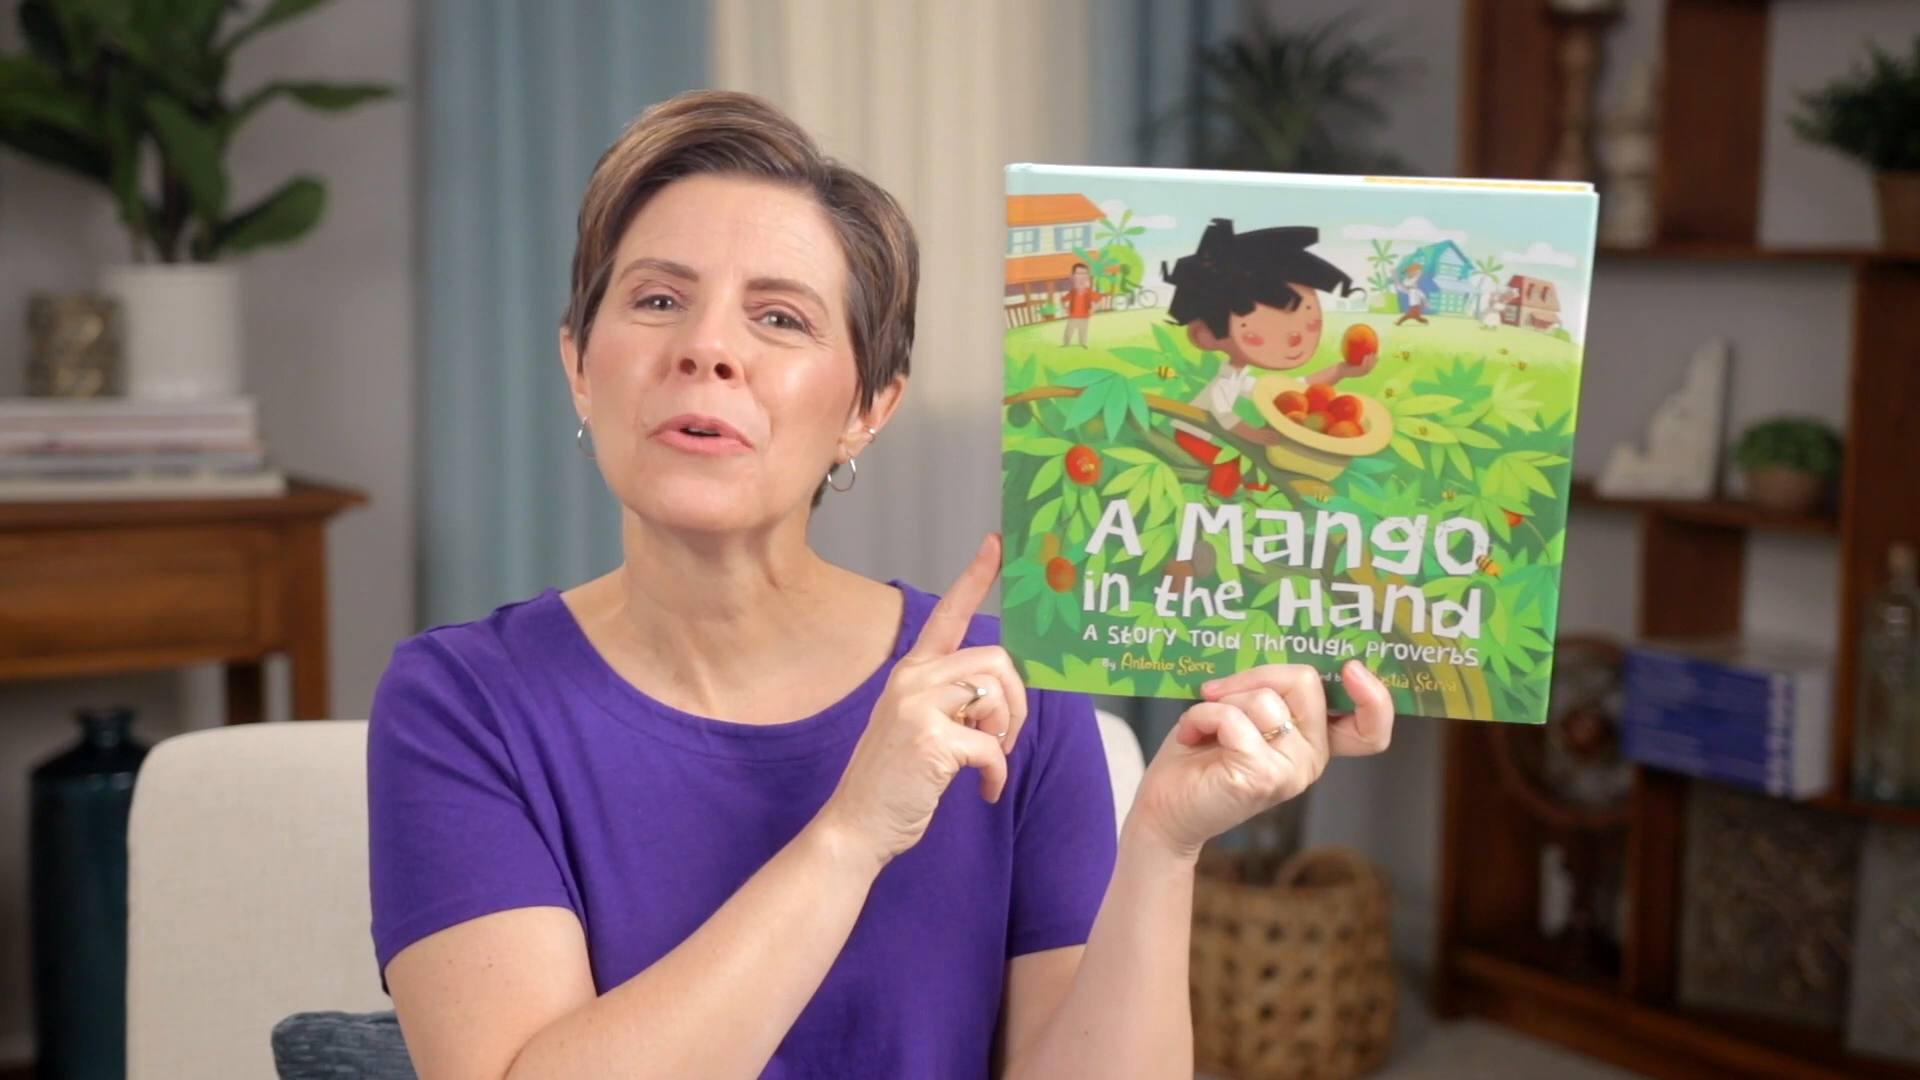 A Mango
in the Hand
A Story Told Through Proverbs
By Antonio Sacre